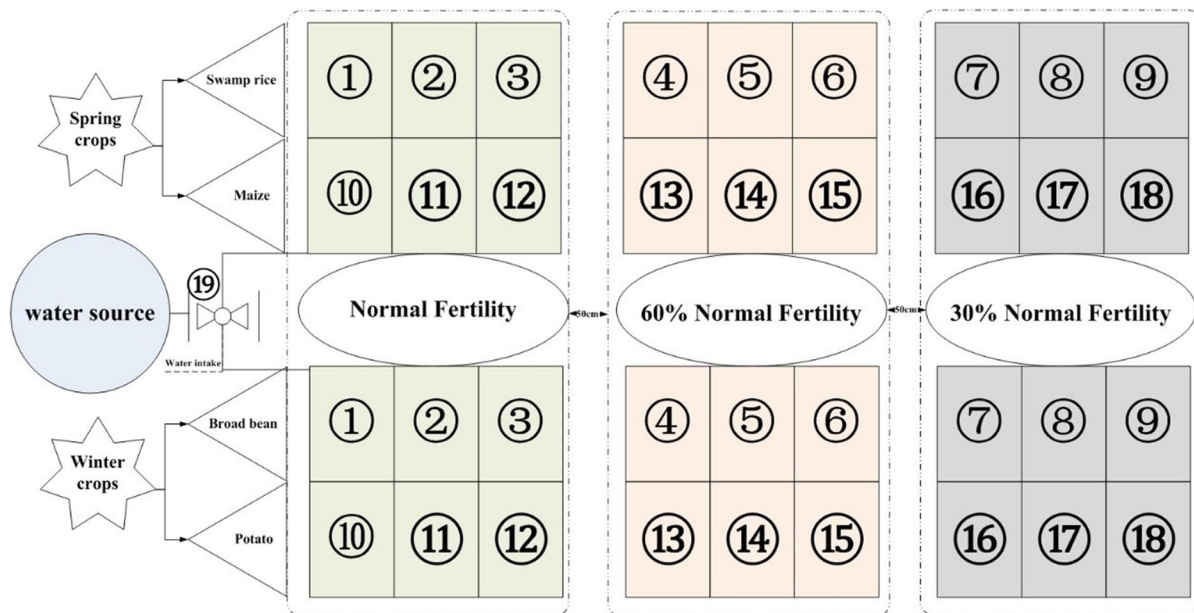 Spring
crops
Swamp rice
Maize
① ② ③ ④ ⑤ ⑥ ⑦ ⑧ ⑨
⑩ ⑪ ⑫ ⑬ ⑭ ⑮ ⑯ ⑰ ⑱
water source
⑲
Water intake
Normal Fertility
50cm
60% Normal Fertility
50cm
30% Normal Fertility
Winter
crops
Broad bean
Potato
① ② ③ ④ ⑤ ⑥ ⑦ ⑧ ⑨
⑩ ⑪ ⑫ ⑬ ⑭ ⑮ ⑯ ⑰ ⑱